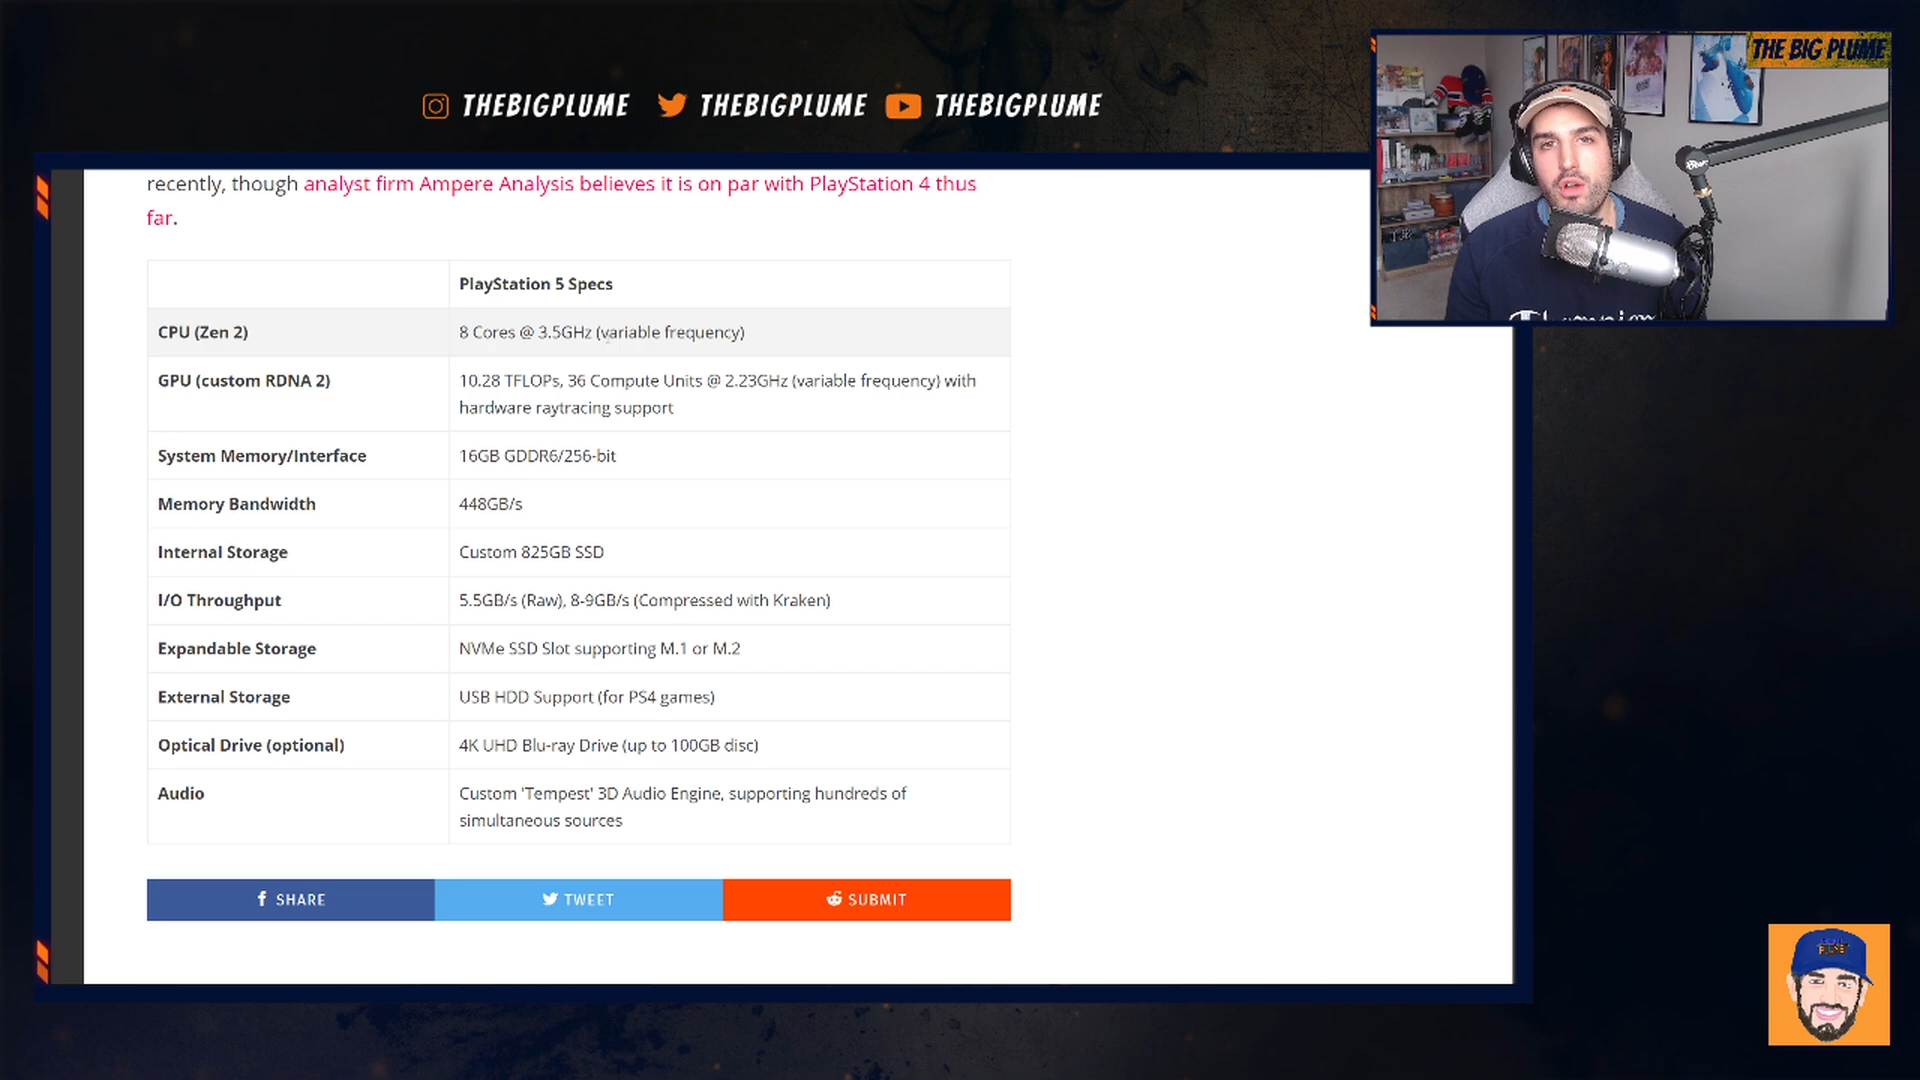 THEBIGPLUME THEBIGPLUME THEBIGPLUME
THE BIG PLUME
recently, though analyst firm Ampere Analysis believes it is on par with PlayStation 4 thus
far.
PlayStation 5 Specs
CPU (Zen 2) 8 Cores @ 3.5GHz (variable frequency)
GPU (custom RDNA 2) 10.28 TFLOPs, 36 Compute Units @ 2.23GHz (variable frequency) with
hardware raytracing support
System Memory/Interface 16GB GDDR6/256-bit
Memory Bandwidth 448GB/s
Internal Storage Custom 825GB SSD
I/O Throughput 5.5GB/s (Raw), 8-9GB/s (Compressed with Kraken)
Expandable Storage NVMe SSD Slot supporting M.1 or M.2
External Storage USB HDD Support (for PS4 games)
Optical Drive (optional) 4K UHD Blu-ray Drive (up to 100GB disc)
Audio Custom 'Tempest' 3D Audio Engine, supporting hundreds of
simultaneous sources
SHARE TWEET SUBMIT